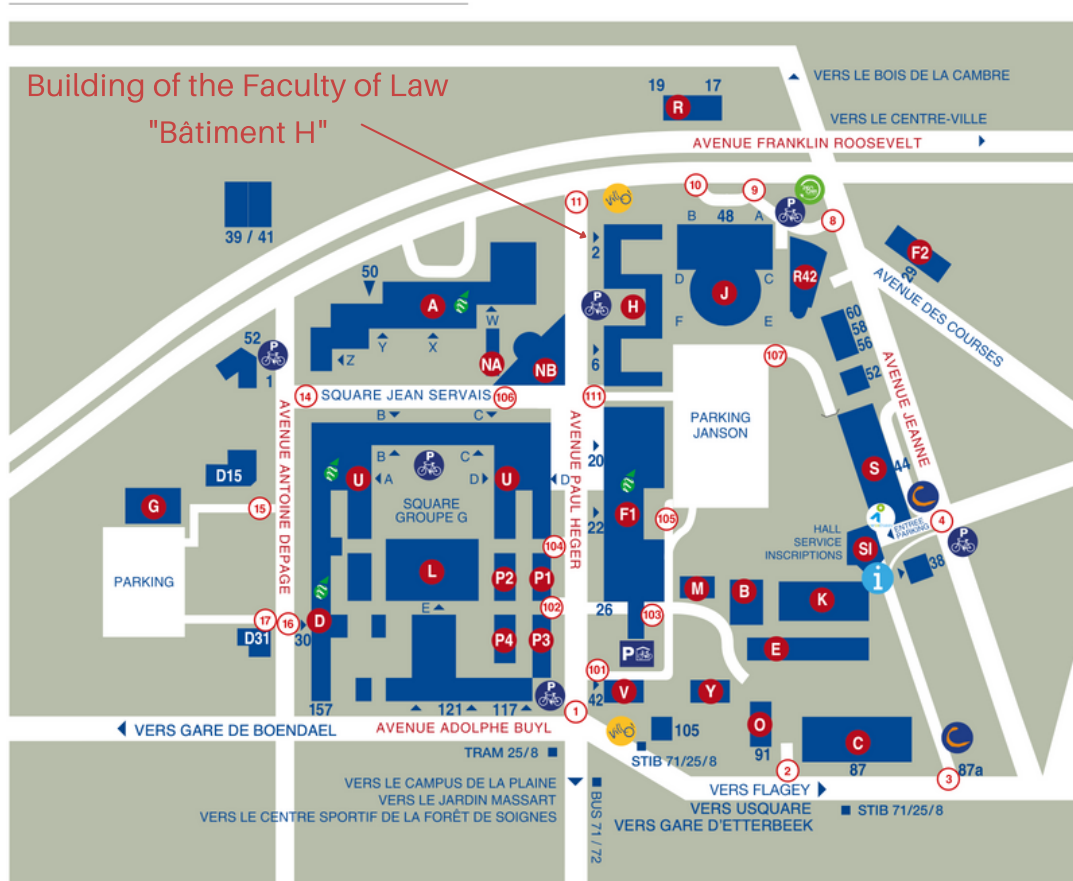 Building of the Faculty of Law
"Bâtiment H"
VERS LE BOIS DE LA CAMBRE
19
17
R
VERS LE CENTRE-VILLE
AVENUE FRANKLIN ROOSEVELT
39 / 41
11
10
9
8
P
B
48
A
2
50
D
C
J
R42
F2
29
AVENUE DES COURSES
A
P
H
F
E
W
Y
X
Z
NA
NB
6
60
58
56
52
107
52
P
1
14
SQUARE JEAN SERVAIS
106
111
PARKING
JANSON
AVENUE JEANNE
AVENUE ANTOINE DEPAGE
AVENUE PAUL HEGER
B
C
B
P
C
20
U
A
D
U
D
D15
SQUARE
GROUPE G
S
44
G
15
F1
22
105
ENTREE
PARKING
4
HALL
SERVICE
INSCRIPTIONS
SI
P
104
38
i
PARKING
L
P2
P1
M
B
K
E
102
26
103
17
16
30
D
D31
P4
P3
P
E
101
V
42
Y
P
157
121
117
1
O
91
105
C
87
87a
VERS GARE DE BOENDAEL
AVENUE ADOLPHE BUYL
TRAM 25/8
STIB 71/25/8
2
3
VERS LE CAMPUS DE LA PLAINE
VERS LE JARDIN MASSART
VERS LE CENTRE SPORTIF DE LA FORÊT DE SOIGNES
BUS 71 / 72
VERS FLAGEY
VERS USQUARE
VERS GARE D'ETTERBEEK
STIB 71/25/8